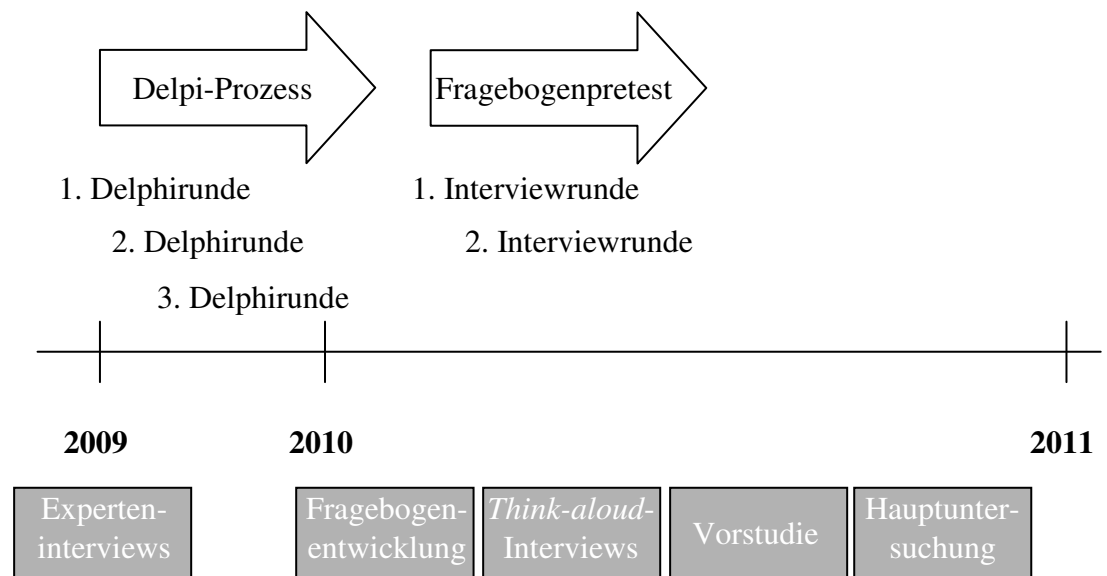 Delpi-Prozess
Fragebogenpretest
1. Delphirunde
2. Delphirunde
3. Delphirunde
1. Interviewrunde
2. Interviewrunde
2009
2010
2011
Experten-
interviews
Fragebogen-
entwicklung
Think-aloud-
Interviews
Vorstudie
Hauptunter-
suchung